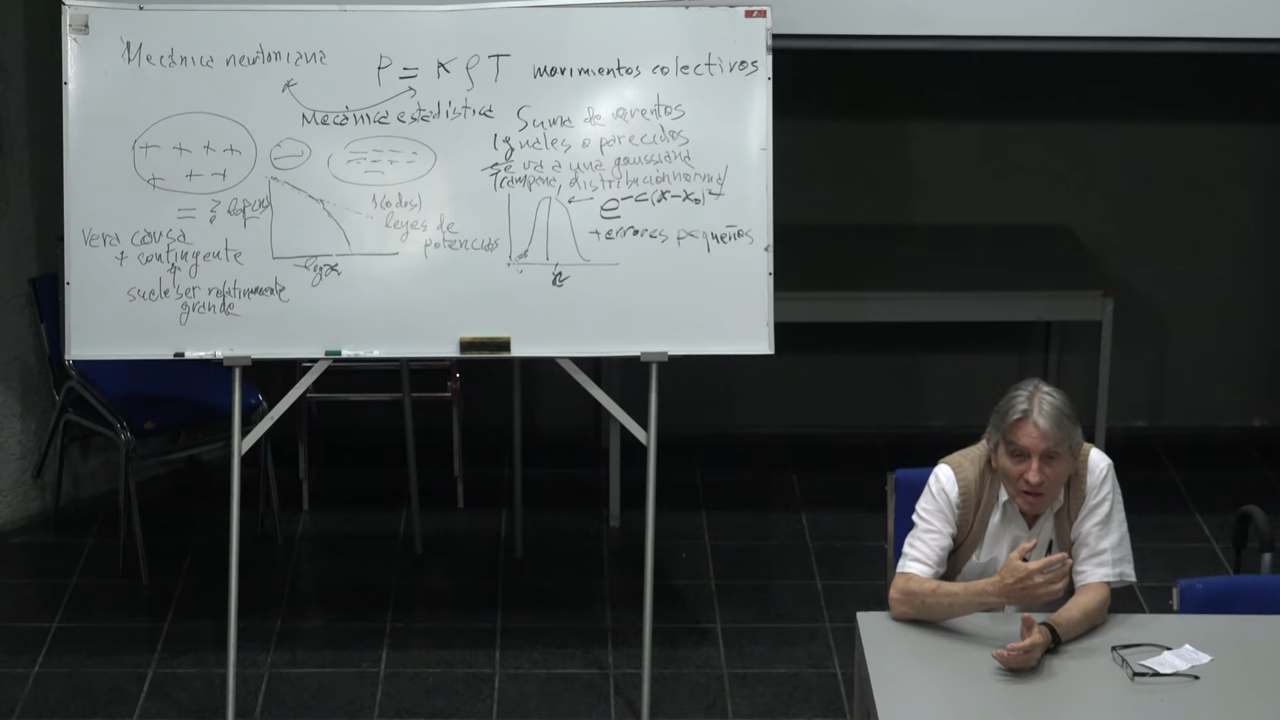 Mecánica newtoniana
P = K ρ T movimientos colectivos
Mecánica estadística
Suma de eventos
iguales o parecidos
se va a una gaussiana
campana, distribución normal
e^-c(x-x₀)²
+ errores pequeños
+ + + +
+ + +
leyes de
potencias
log x
vera causa
+ contingente
suele ser relativamente
grande